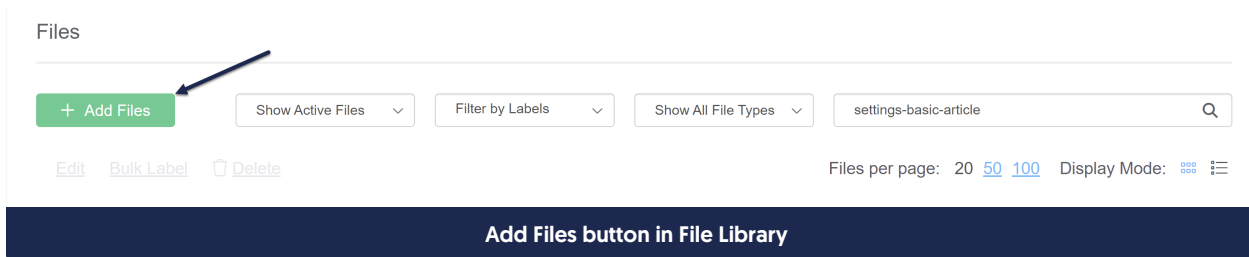 Files
+ Add Files Show Active Files Filter by Labels Show All File Types settings-basic-article
Edit Bulk Label Delete Files per page: 20 50 100 Display Mode:
Add Files button in File Library